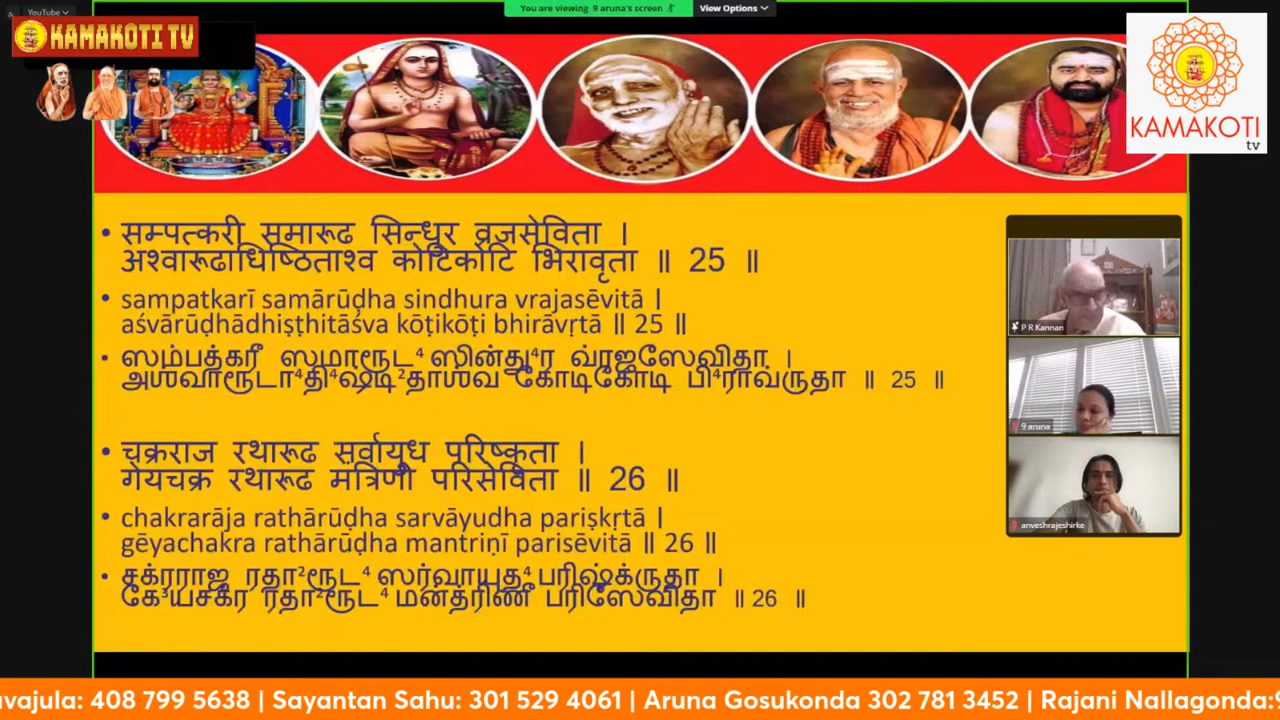 YouTube
You are viewing 9 aruna's screen
View Options
KAMAKOTI TV
KAMAKOTI
tv
• सम्पत्करी समारूढ सिन्धुर व्रजसेविता ।
अश्वारूढाधिष्ठिताश्व कोटिकोटि भिरावृता ॥ 25 ॥
• sampatkarī samārūḍha sindhura vrajasēvitā |
aśvārūḍhādhiṣṭhitāśva kōṭikōṭi bhirāvṛtā ॥ 25 ॥
• ஸம்பத்கரீ ஸமாரூட⁴ ஸின்து⁴ர வ்ரஜஸேவிதா ।
அஶ்வாரூடா⁴தி⁴ஷ்டி²தாஶ்வ கோடிகோடி பி⁴ராவ்ருதா ॥ 25 ॥
• चक्रराज रथारूढ सर्वायुध परिष्कृता ।
गेयचक्र रथारूढ मंत्रिणी परिसेविता ॥ 26 ॥
• chakrarāja rathārūḍha sarvāyudha pariṣkṛtā |
gēyachakra rathārūḍha mantriṇī parisēvitā ॥ 26 ॥
• சக்ரராஜ ரதா²ரூட⁴ ஸர்வாயுத⁴ பரிஷ்க்ருதா ।
கே³யசக்ர ரதா²ரூட⁴ மன்த்ரிணீ பரிஸேவிதா ॥ 26 ॥
P R Kannan
9 aruna
anveshrajeshirke
avajula: 408 799 5638 | Sayantan Sahu: 301 529 4061 | Aruna Gosukonda 302 781 3452 | Rajani Nallagonda: